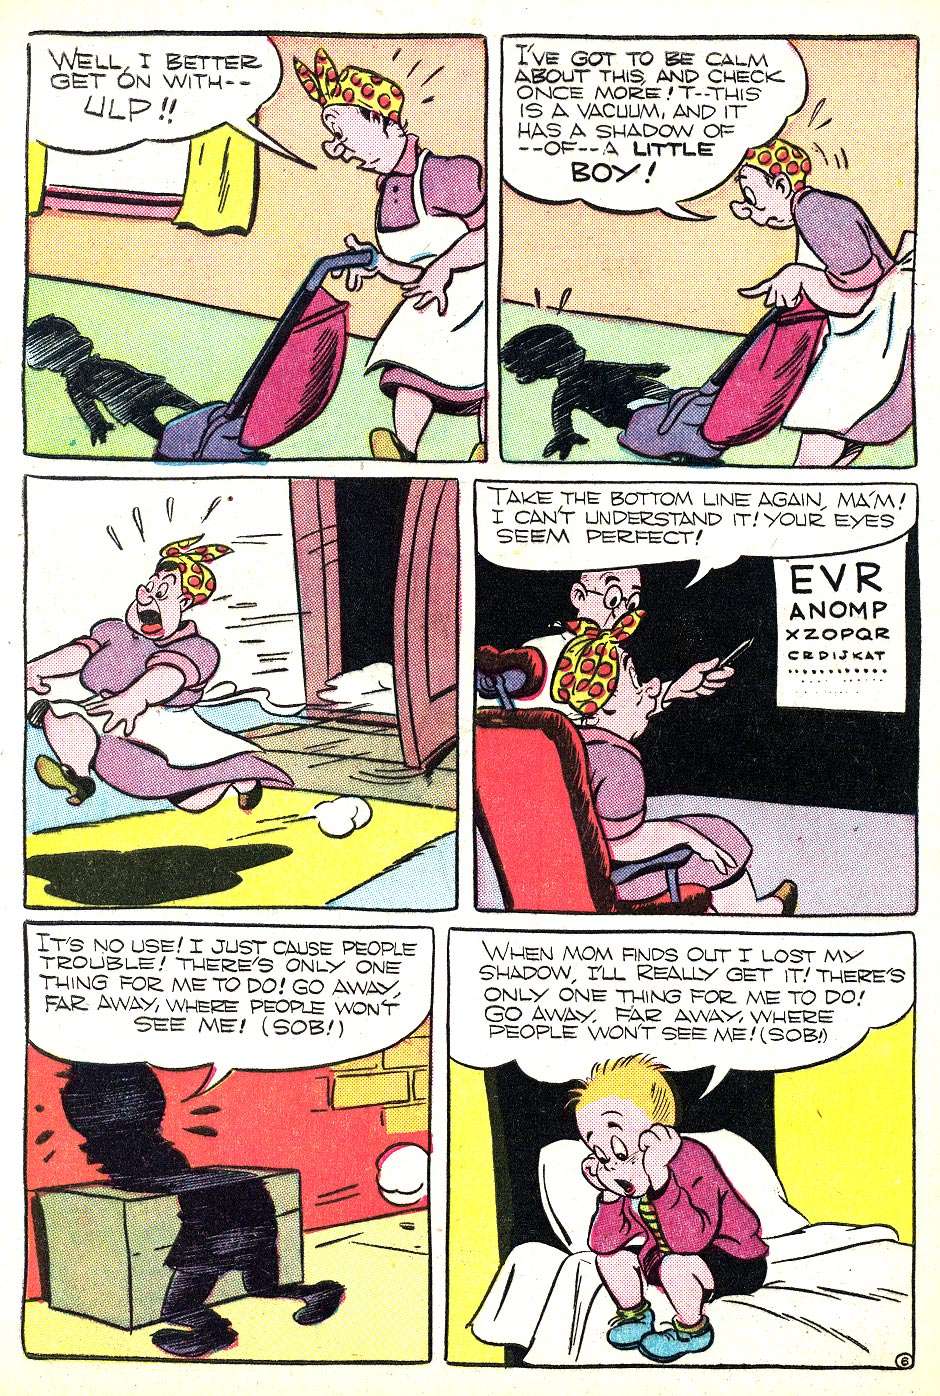 WELL, I BETTER
GET ON WITH--
ULP!!
I'VE GOT TO BE CALM
ABOUT THIS, AND CHECK
ONCE MORE! T--THIS
IS A VACUUM, AND IT
HAS A SHADOW OF
--OF--A LITTLE
BOY!
TAKE THE BOTTOM LINE AGAIN, MA'M!
I CAN'T UNDERSTAND IT! YOUR EYES
SEEM PERFECT!
EVR
ANOMP
XZOPQR
CRDIJKAT
IT'S NO USE! I JUST CAUSE PEOPLE
TROUBLE! THERE'S ONLY ONE
THING FOR ME TO DO! GO AWAY,
FAR AWAY, WHERE PEOPLE WON'T
SEE ME! (SOB!)
WHEN MOM FINDS OUT I LOST MY
SHADOW, I'LL REALLY GET IT! THERE'S
ONLY ONE THING FOR ME TO DO!
GO AWAY, FAR AWAY, WHERE
PEOPLE WON'T SEE ME! (SOB!)
6